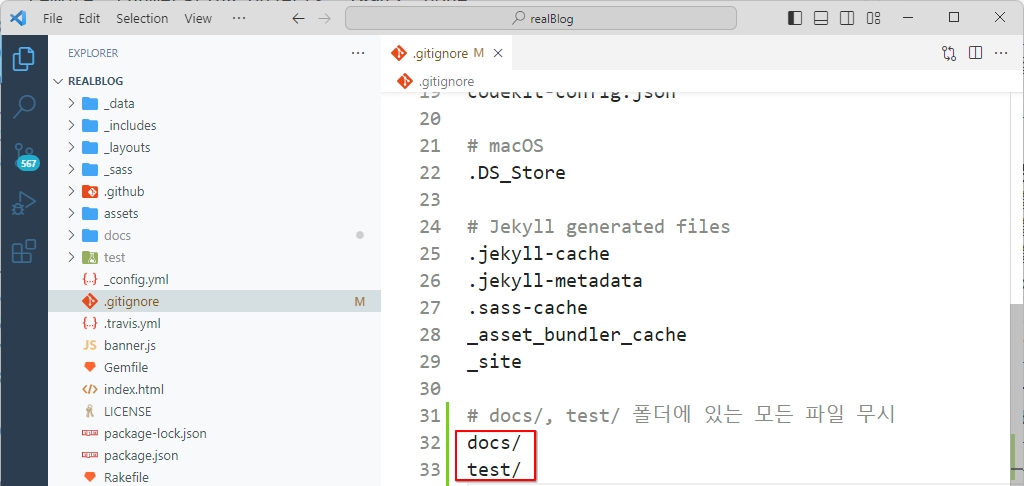 File Edit Selection View ··· realBlog
EXPLORER ···
REALBLOG
_data
_includes
_layouts
_sass
.github
assets
docs
test
_config.yml
.gitignore M
.travis.yml
banner.js
Gemfile
index.html
LICENSE
package-lock.json
package.json
Rakefile
567
.gitignore M
.gitignore
19 codekit-config.json
20
21 # macOS
22 .DS_Store
23
24 # Jekyll generated files
25 .jekyll-cache
26 .jekyll-metadata
27 .sass-cache
28 _asset_bundler_cache
29 _site
30
31 # docs/, test/ 폴더에 있는 모든 파일 무시
32 docs/
33 test/